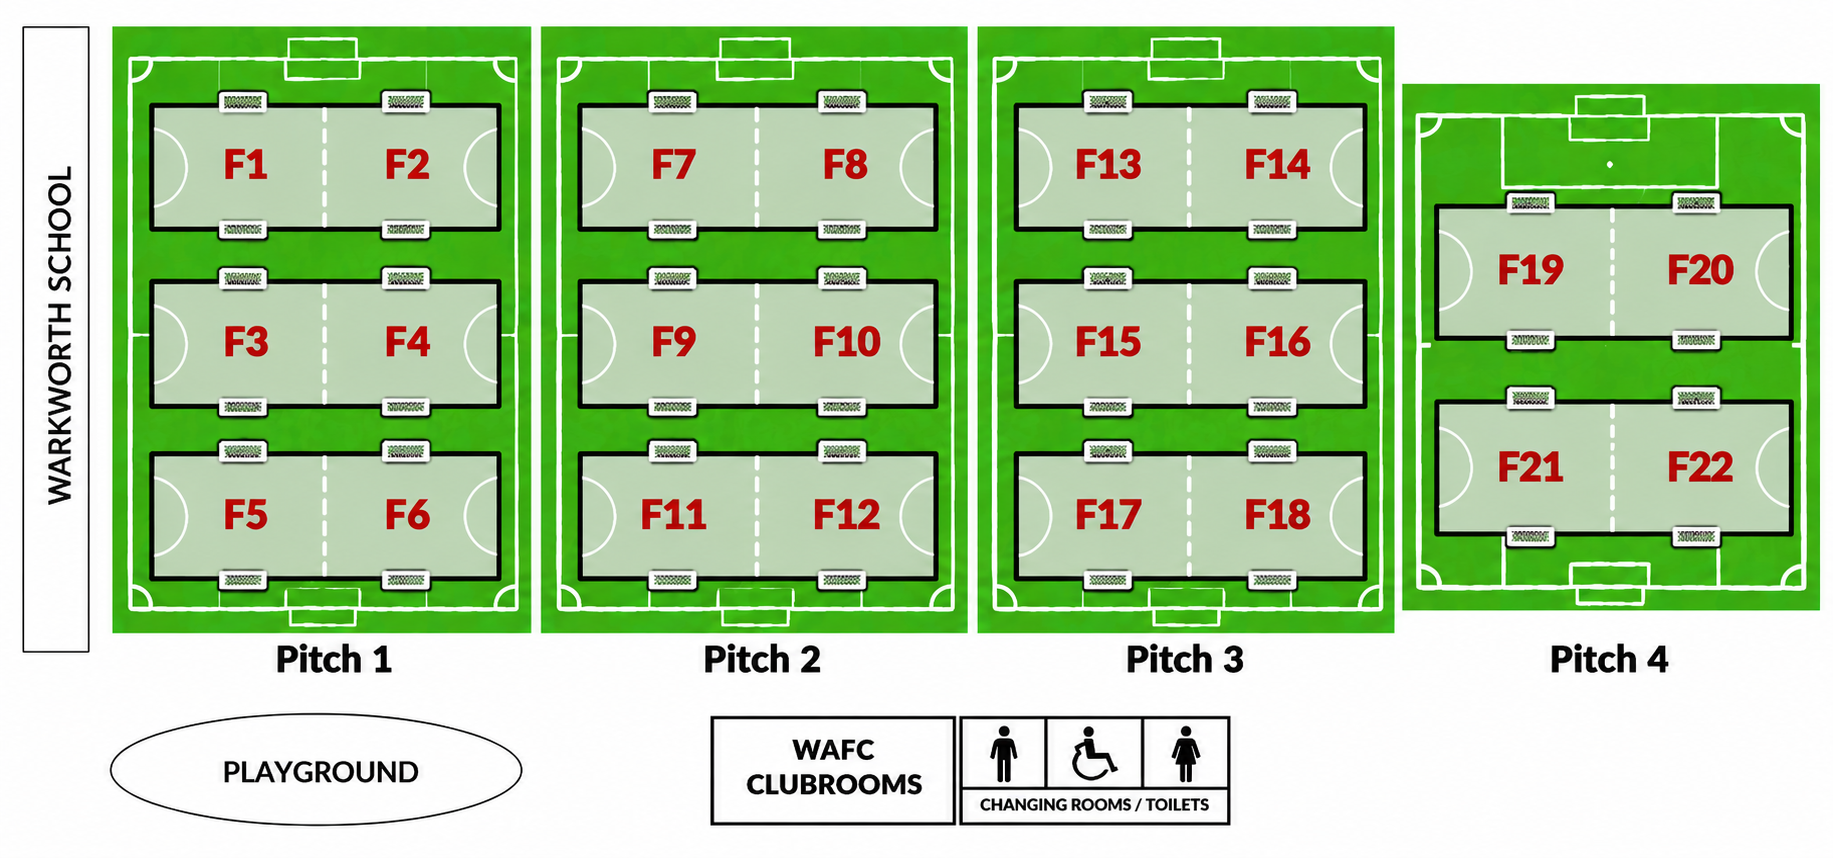 WARKWORTH SCHOOL
F1 F2
F3 F4
F5 F6
Pitch 1
F7 F8
F9 F10
F11 F12
Pitch 2
F13 F14
F15 F16
F17 F18
Pitch 3
F19 F20
F21 F22
Pitch 4
PLAYGROUND
WAFC
CLUBROOMS
CHANGING ROOMS / TOILETS